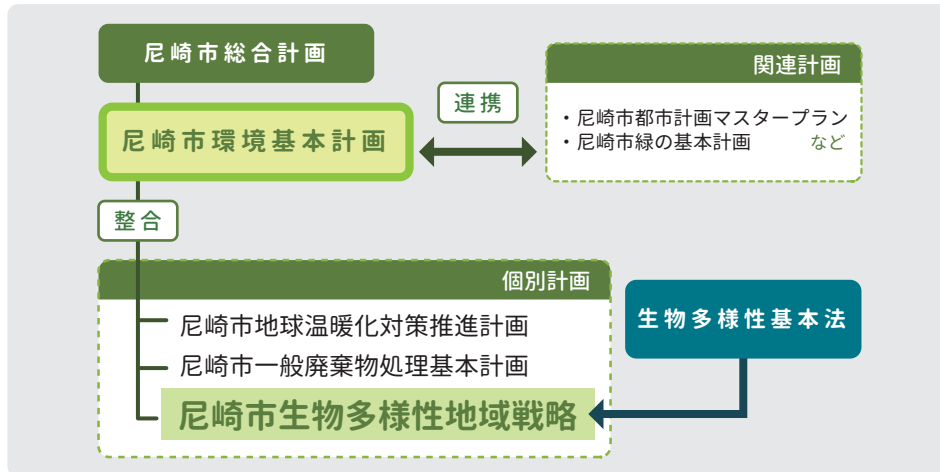 尼崎市総合計画
関連計画
連携
・尼崎市都市計画マスタープラン
・尼崎市緑の基本計画 など
尼崎市環境基本計画
整合
個別計画
尼崎市地球温暖化対策推進計画
尼崎市一般廃棄物処理基本計画
尼崎市生物多様性地域戦略
生物多様性基本法